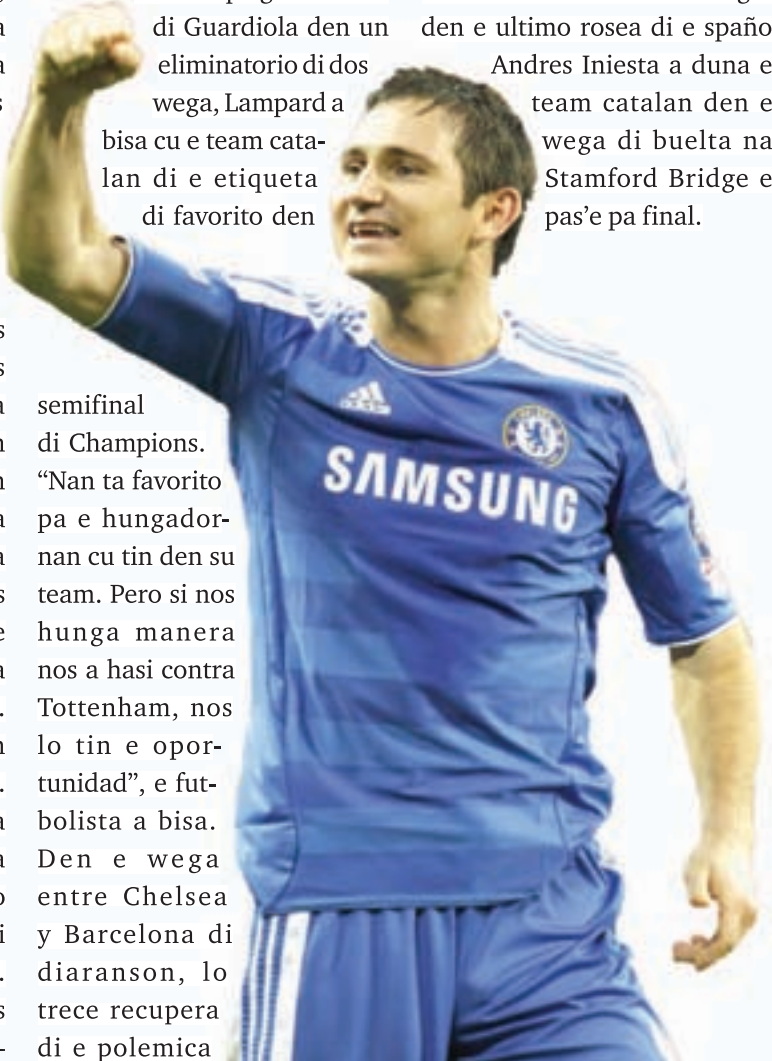 di Guardiola den un
eliminatorio di dos
wega, Lampard a
bisa cu e team cata-
lan di e etiqueta
di favorito den
semifinal
di Champions.
“Nan ta favorito
pa e hungador-
nan cu tin den su
team. Pero si nos
hunga manera
nos a hasi contra
Tottenham, nos
lo tin e opor-
tunidad”, e fut-
bolista a bisa.
Den e wega
entre Chelsea
y Barcelona di
diaranson, lo
trece recupera
di e polemica
den e ultimo rosea di e spaño
Andres Iniesta a duna e
team catalan den e
wega di buelta na
Stamford Bridge e
pas’e pa final.
adidas
SAMSUNG